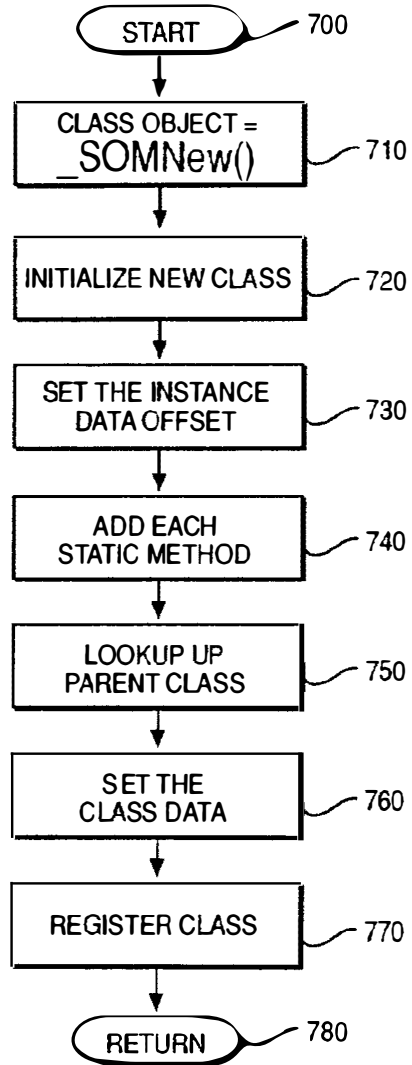 START
700
CLASS OBJECT =
_SOMNew()
710
INITIALIZE NEW CLASS
720
SET THE INSTANCE
DATA OFFSET
730
ADD EACH
STATIC METHOD
740
LOOKUP UP
PARENT CLASS
750
SET THE
CLASS DATA
760
REGISTER CLASS
770
RETURN
780